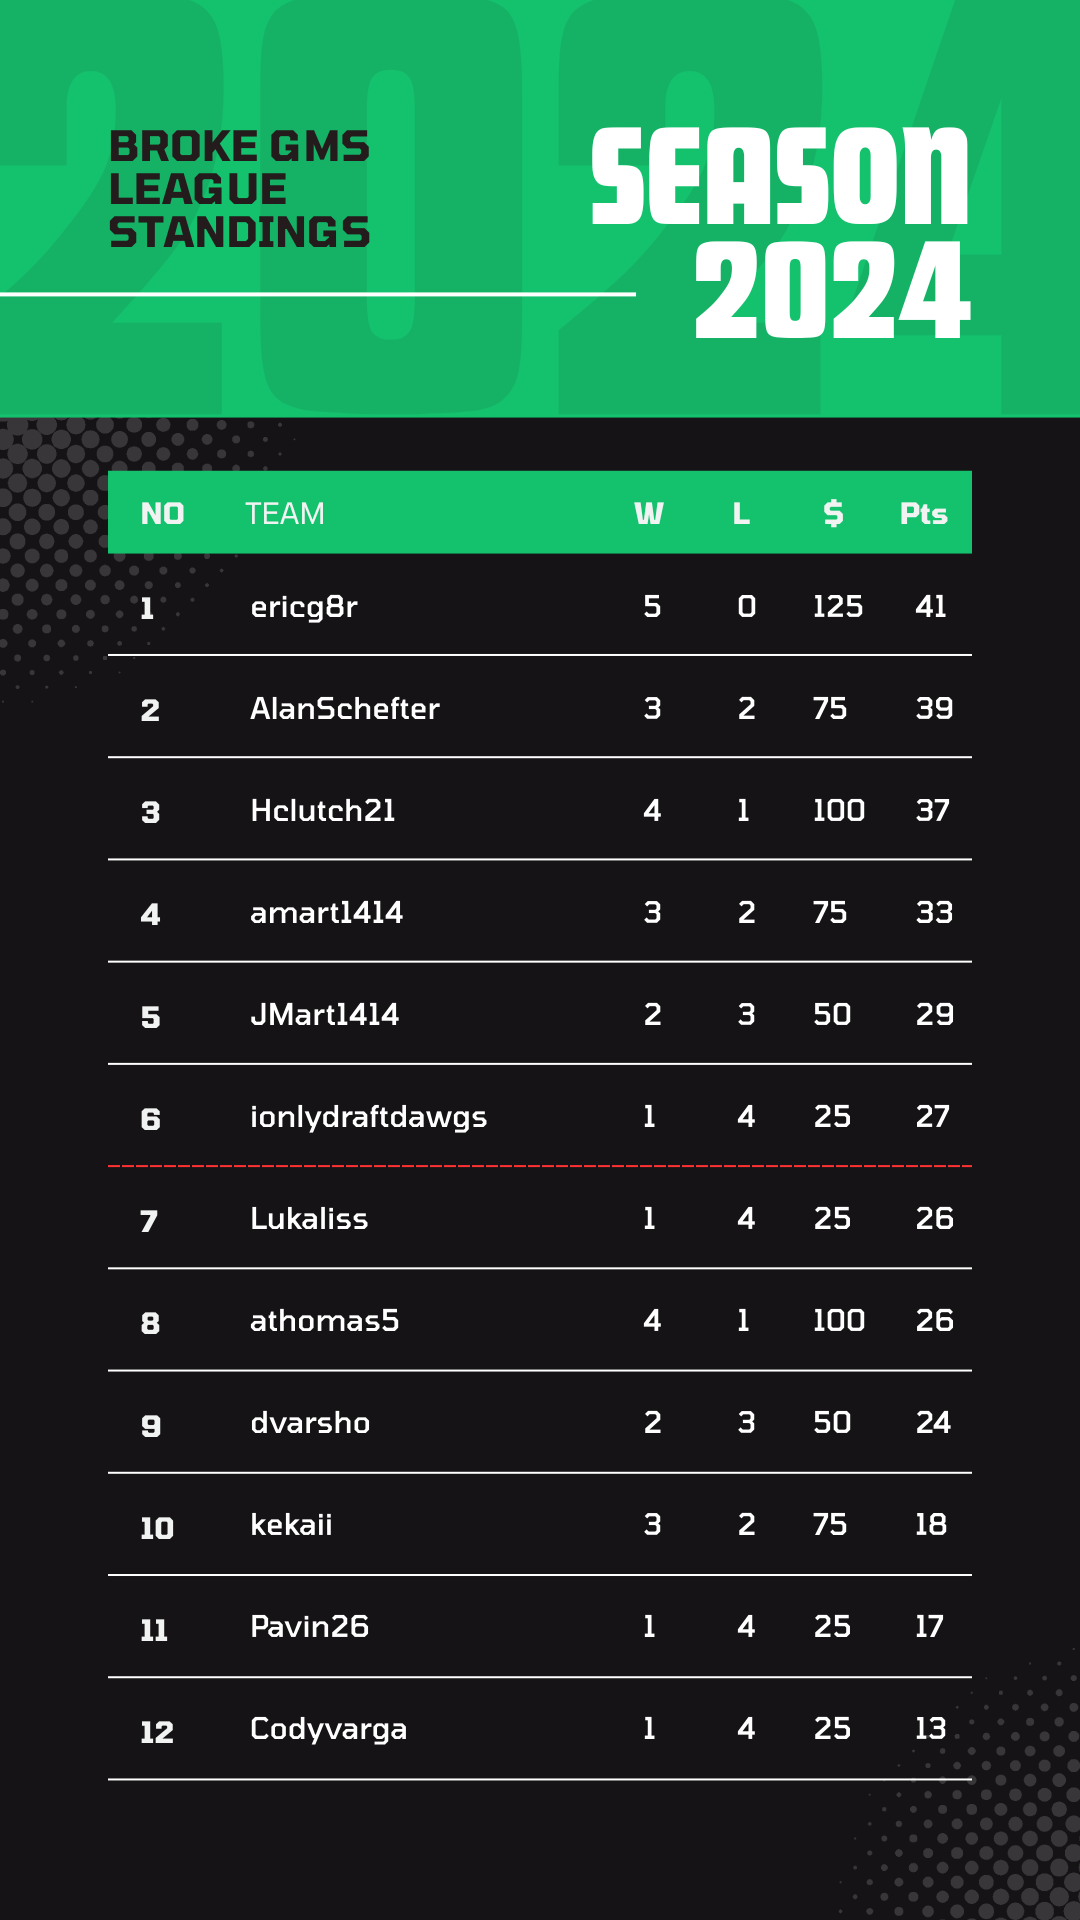 BROKE GMS
LEAGUE
STANDINGS
SEASON
2024
NO TEAM W L $ Pts
1 ericg8r 5 0 125 41
2 AlanSchefter 3 2 75 39
3 Hclutch21 4 1 100 37
4 amart1414 3 2 75 33
5 JMart1414 2 3 50 29
6 ionlydraftdawgs 1 4 25 27
7 Lukaliss 1 4 25 26
8 athomas5 4 1 100 26
9 dvarsho 2 3 50 24
10 kekaii 3 2 75 18
11 Pavin26 1 4 25 17
12 Codyvarga 1 4 25 13